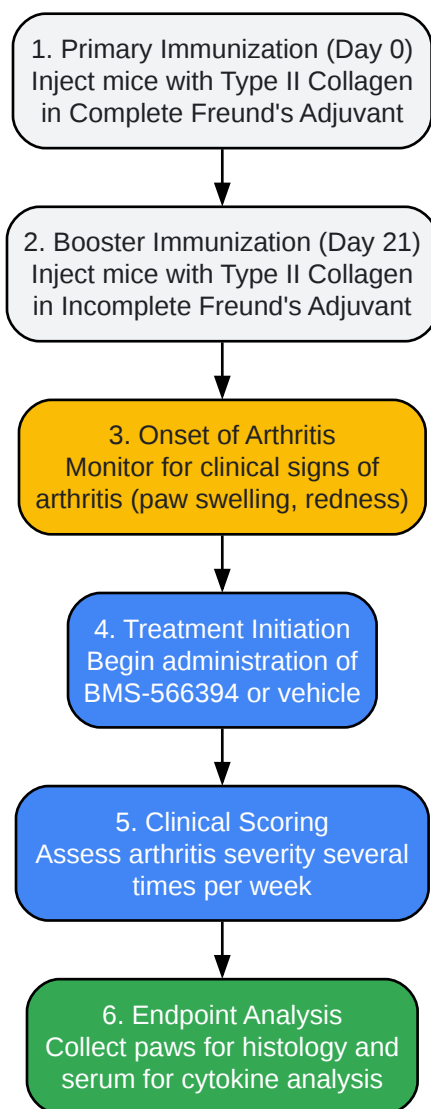 1. Primary Immunization (Day 0)
Inject mice with Type II Collagen
in Complete Freund's Adjuvant
2. Booster Immunization (Day 21)
Inject mice with Type II Collagen
in Incomplete Freund's Adjuvant
3. Onset of Arthritis
Monitor for clinical signs of
arthritis (paw swelling, redness)
4. Treatment Initiation
Begin administration of
BMS-566394 or vehicle
5. Clinical Scoring
Assess arthritis severity several
times per week
6. Endpoint Analysis
Collect paws for histology and
serum for cytokine analysis